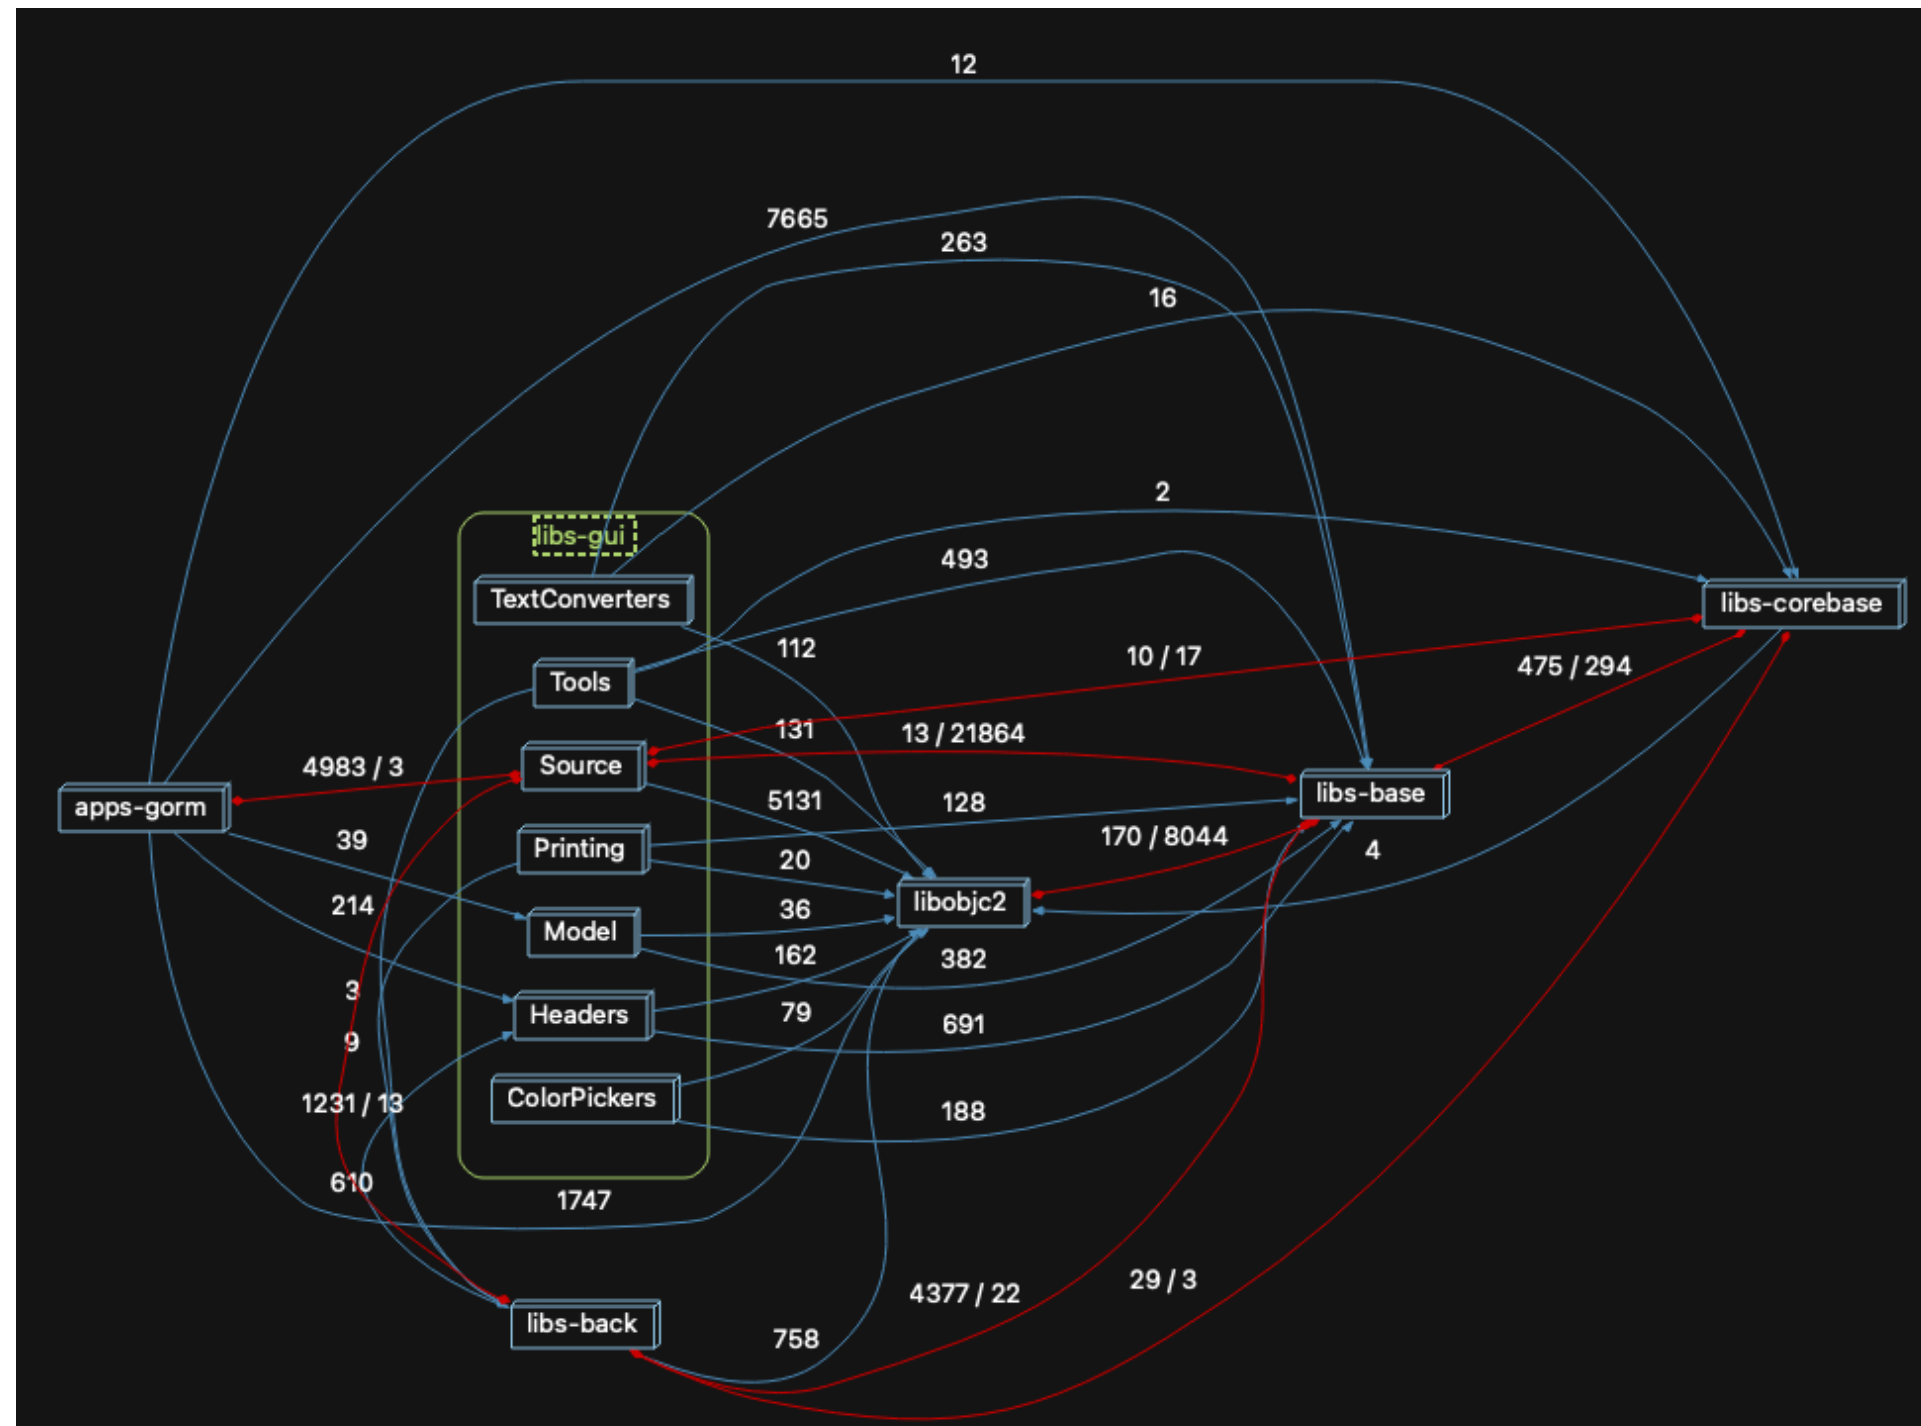 12
7665
263
16
2
libs-gui
493
TextConverters
libs-corebase
112
10 / 17
475 / 294
Tools
131
13 / 21864
4983 / 3
Source
libs-base
apps-gorm
5131
128
170 / 8044
4
39
Printing
20
214
Model
36
libobjc2
162
382
3
Headers
79
691
9
1231 / 13
ColorPickers
188
610
1747
4377 / 22
29 / 3
libs-back
758